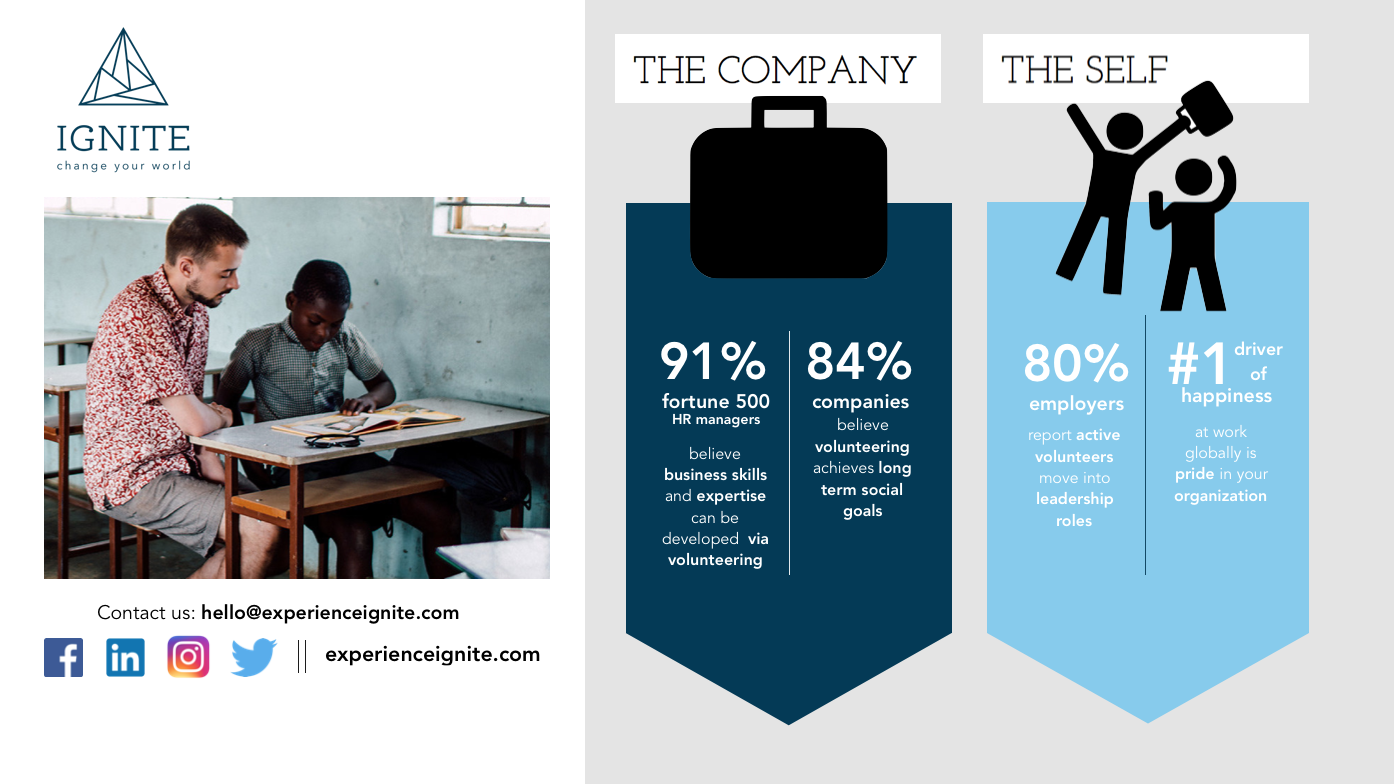 IGNITE
change your world
Contact us: hello@experienceignite.com
f
in
experienceignite.com
THE COMPANY
91%
fortune 500
HR managers
believe
business skills
and expertise
can be
developed via
volunteering
84%
companies
believe
volunteering
achieves long
term social
goals
THE SELF
80%
employers
report active
volunteers
move into
leadership
roles
#1 driver
of
happiness
at work
globally is
pride in your
organization